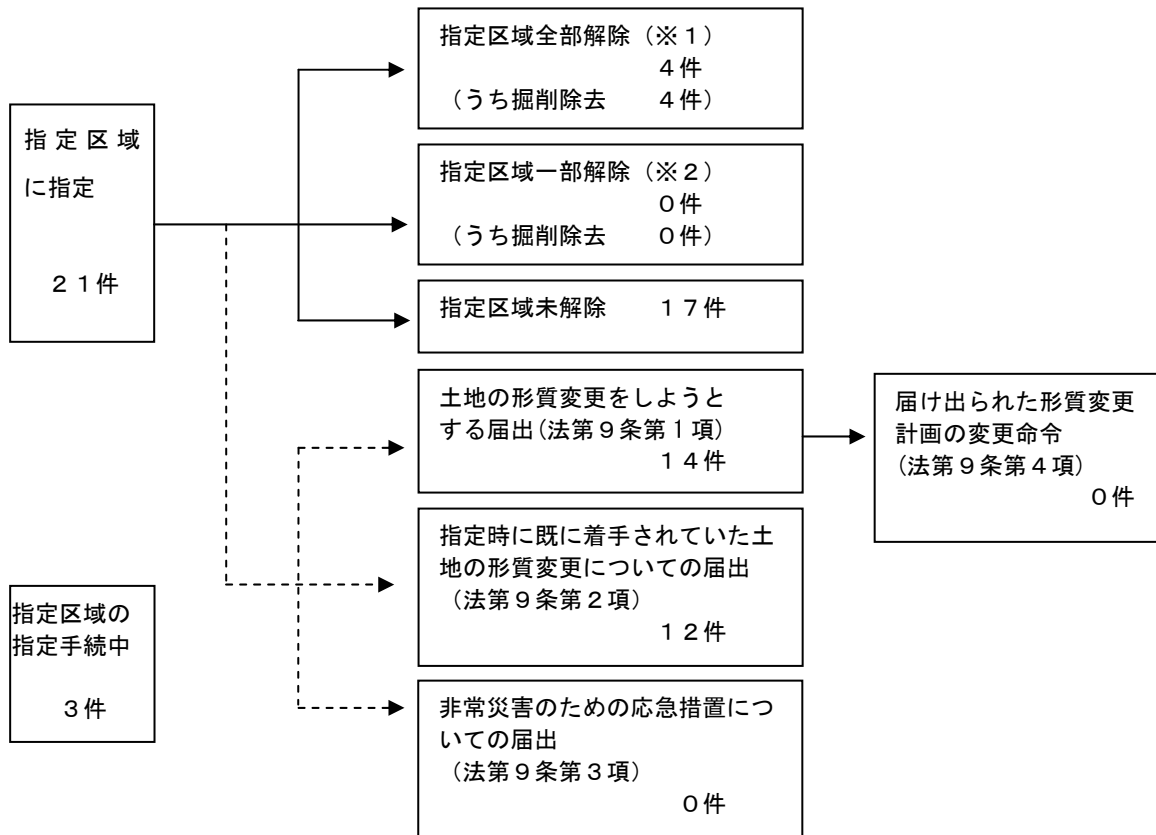 指定区域
に指定
２１件
指定区域の
指定手続中
３件
指定区域全部解除（※１）
４件
（うち掘削除去　４件）
指定区域一部解除（※２）
０件
（うち掘削除去　０件）
指定区域未解除　１７件
土地の形質変更をしようと
する届出(法第９条第１項)
１４件
届け出られた形質変更
計画の変更命令
(法第９条第４項)
０件
指定時に既に着手されていた土
地の形質変更についての届出
（法第９条第２項）
１２件
非常災害のための応急措置につ
いての届出
（法第９条第３項）
０件